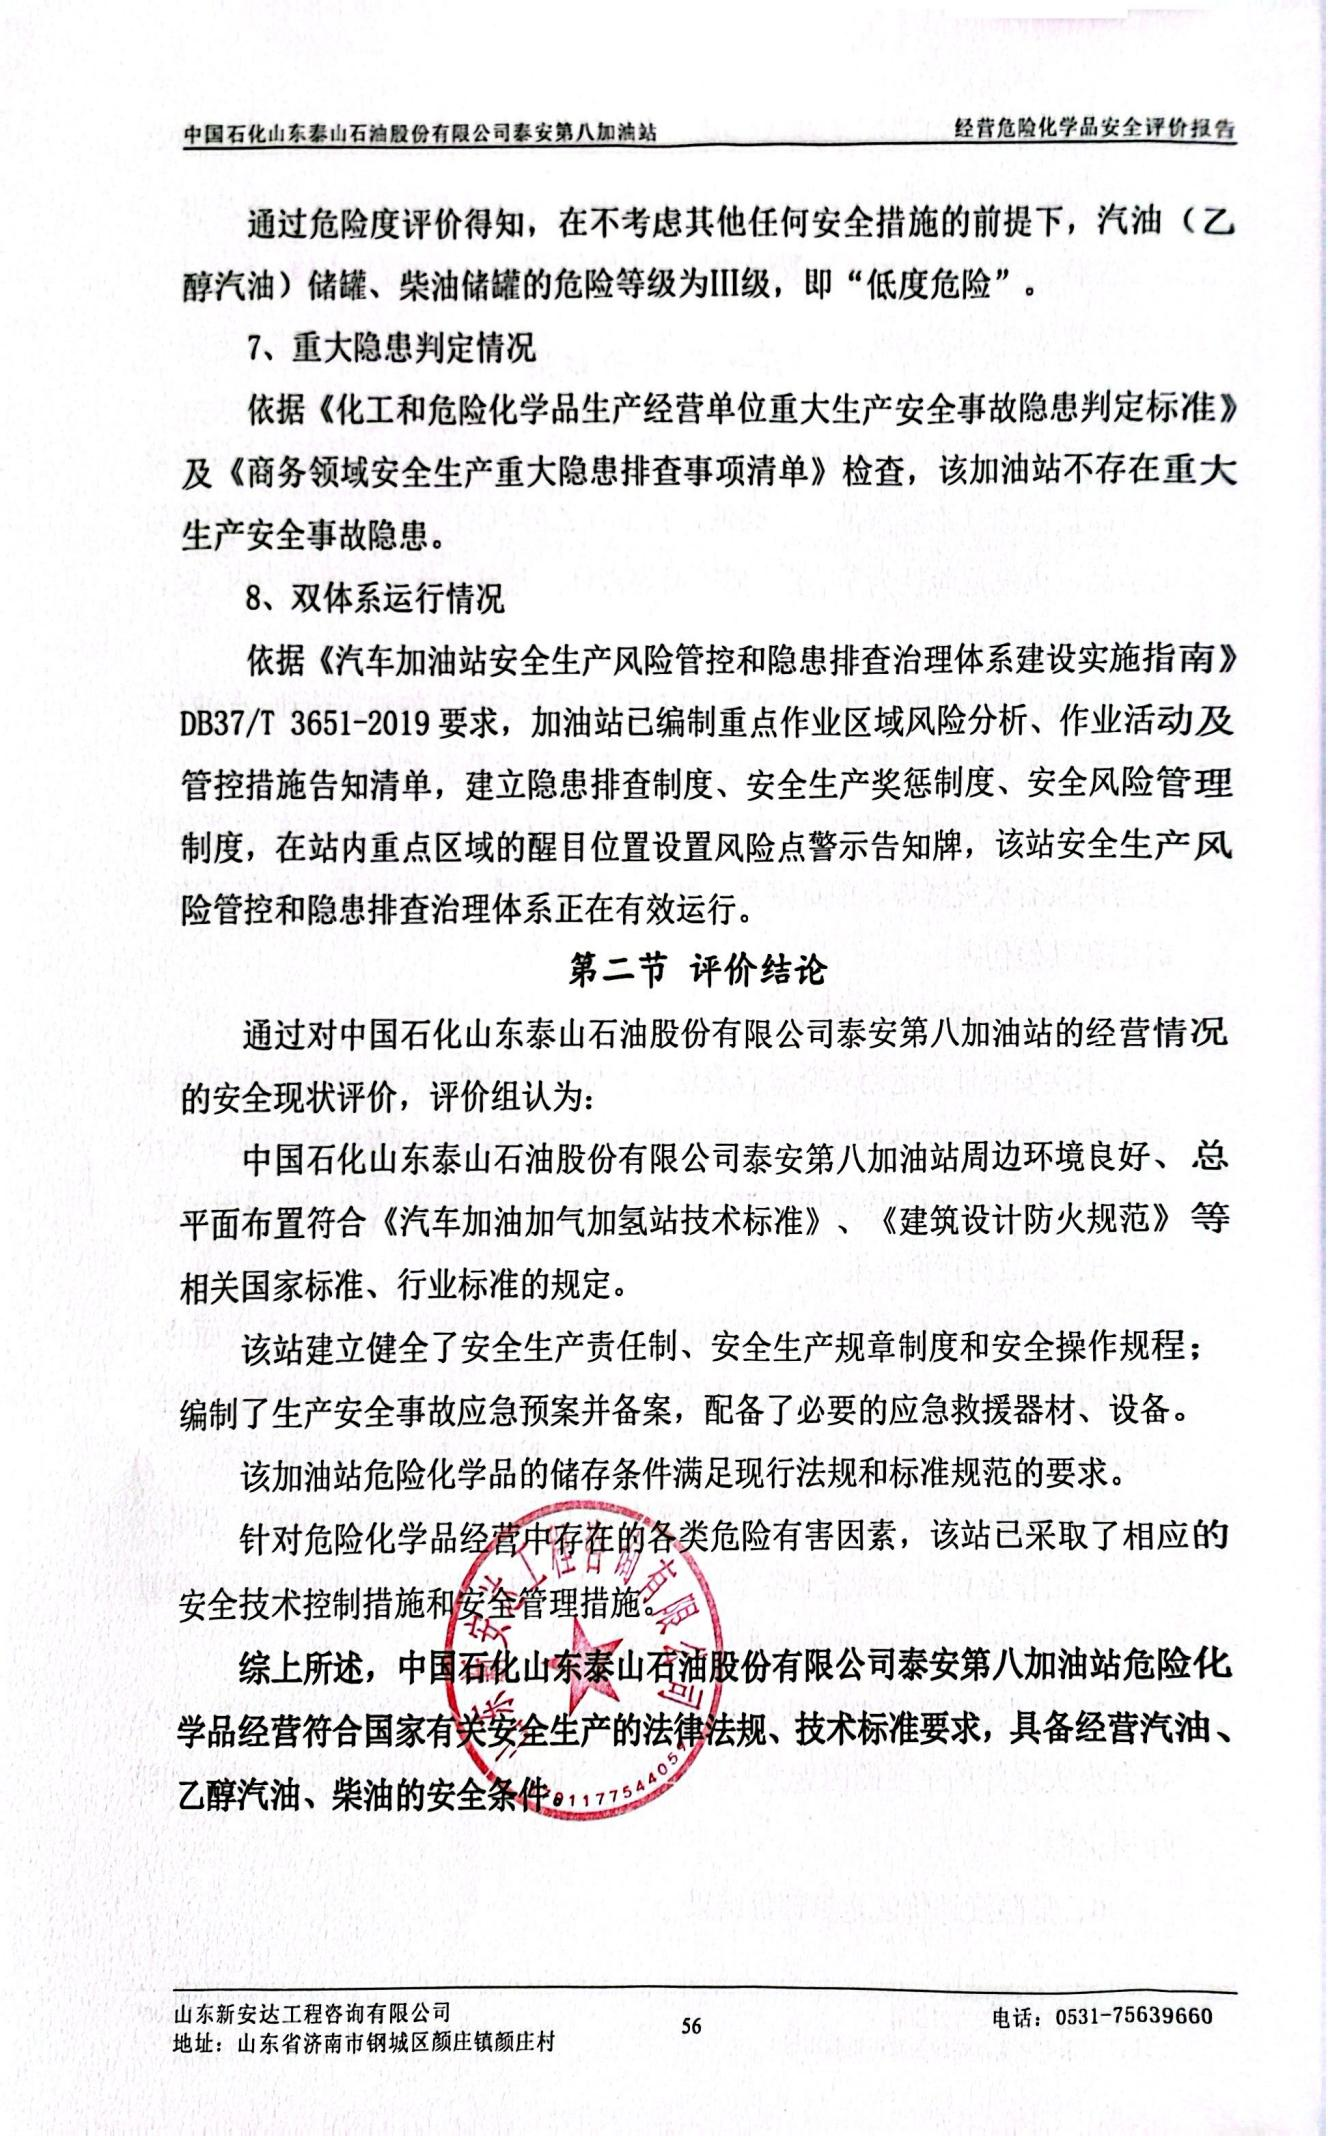 中国石化山东泰山石油股份有限公司泰安第八加油站 经营危险化学品安全评价报告
通过危险度评价得知，在不考虑其他任何安全措施的前提下，汽油（乙
醇汽油）储罐、柴油储罐的危险等级为III级，即“低度危险”。
7、重大隐患判定情况
依据《化工和危险化学品生产经营单位重大生产安全事故隐患判定标准》
及《商务领域安全生产重大隐患排查事项清单》检查，该加油站不存在重大
生产安全事故隐患。
8、双体系运行情况
依据《汽车加油站安全生产风险管控和隐患排查治理体系建设实施指南》
DB37/T 3651-2019 要求，加油站已编制重点作业区域风险分析、作业活动及
管控措施告知清单，建立隐患排查制度、安全生产奖惩制度、安全风险管理
制度，在站内重点区域的醒目位置设置风险点警示告知牌，该站安全生产风
险管控和隐患排查治理体系正在有效运行。
第二节 评价结论
通过对中国石化山东泰山石油股份有限公司泰安第八加油站的经营情况
的安全现状评价，评价组认为：
中国石化山东泰山石油股份有限公司泰安第八加油站周边环境良好、总
平面布置符合《汽车加油加气加氢站技术标准》、《建筑设计防火规范》等
相关国家标准、行业标准的规定。
该站建立健全了安全生产责任制、安全生产规章制度和安全操作规程；
编制了生产安全事故应急预案并备案，配备了必要的应急救援器材、设备。
该加油站危险化学品的储存条件满足现行法规和标准规范的要求。
针对危险化学品经营中存在的各类危险有害因素，该站已采取了相应的
安全技术控制措施和安全管理措施。
综上所述，中国石化山东泰山石油股份有限公司泰安第八加油站危险化
学品经营符合国家有关安全生产的法律法规、技术标准要求，具备经营汽油、
乙醇汽油、柴油的安全条件。
山东新安达工程咨询有限公司
山东新安达工程咨询有限公司
地址：山东省济南市钢城区颜庄镇颜庄村
56
电话：0531-75639660